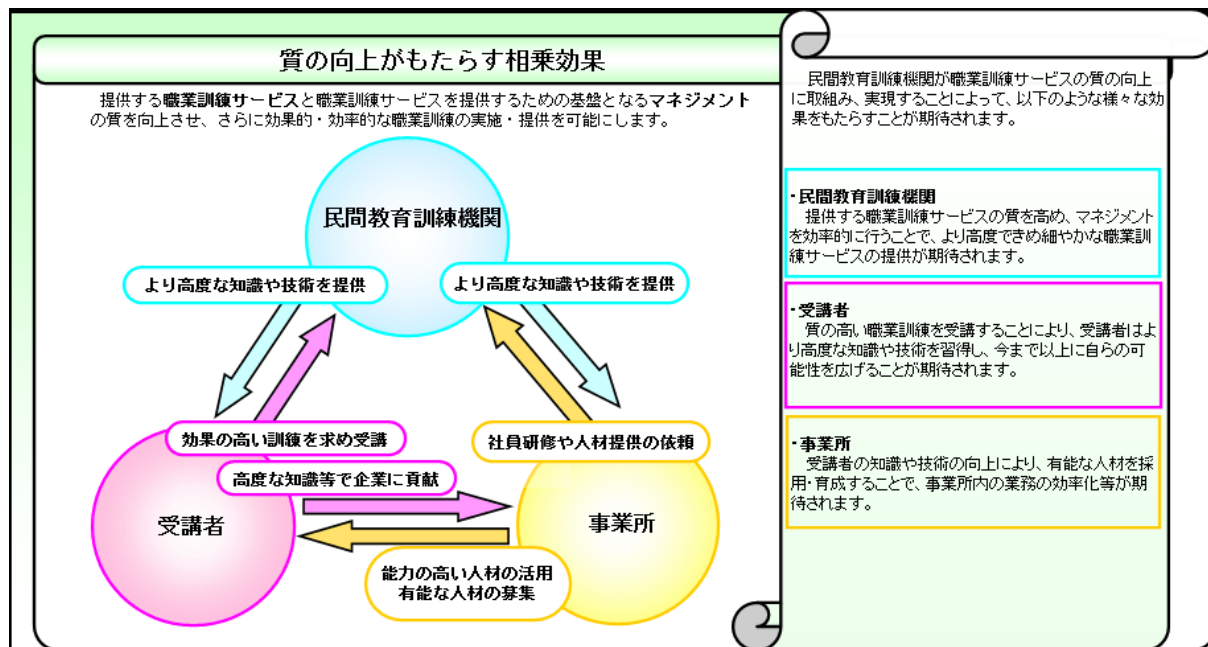 質の向上がもたらす相乗効果
提供する職業訓練サービスと職業訓練サービスを提供するための基盤となるマネジメント
の質を向上させ、さらに効果的・効率的な職業訓練の実施・提供を可能にします。
民間教育訓練機関
より高度な知識や技術を提供
より高度な知識や技術を提供
効果の高い訓練を求め受講
社員研修や人材提供の依頼
高度な知識等で企業に貢献
受講者
事業所
能力の高い人材の活用
有能な人材の募集
民間教育訓練機関が職業訓練サービスの質の向上
に取組み、実現することによって、以下のような様々な効
果をもたらすことが期待されます。
・民間教育訓練機関
提供する職業訓練サービスの質を高め、マネジメント
を効率的に行うことで、より高度できめ細やかな職業訓
練サービスの提供が期待されます。
・受講者
質の高い職業訓練を受講することにより、受講者はよ
り高度な知識や技術を習得し、今まで以上に自らの可
能性を広げることが期待されます。
・事業所
受講者の知識や技術の向上により、有能な人材を採
用・育成することで、事業所内の業務の効率化等が期
待されます。